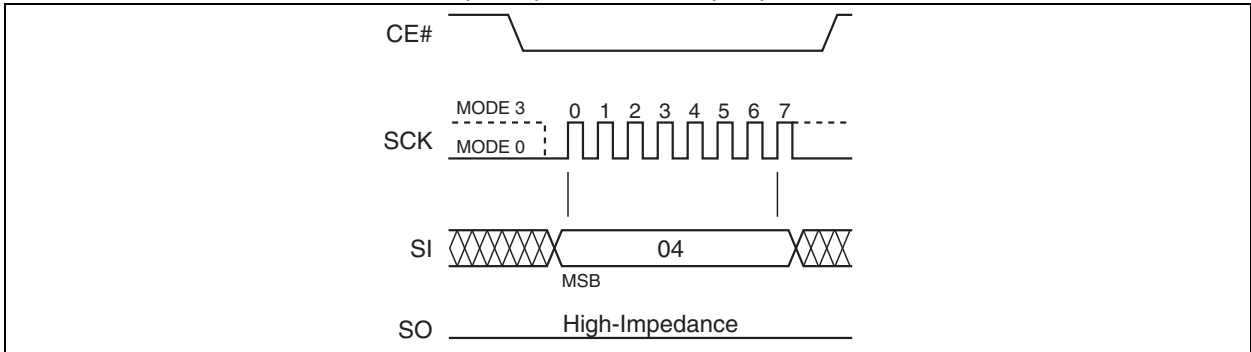 CE#
MODE 3
0 1 2 3 4 5 6 7
SCK
MODE 0
SI
04
MSB
SO
High-Impedance